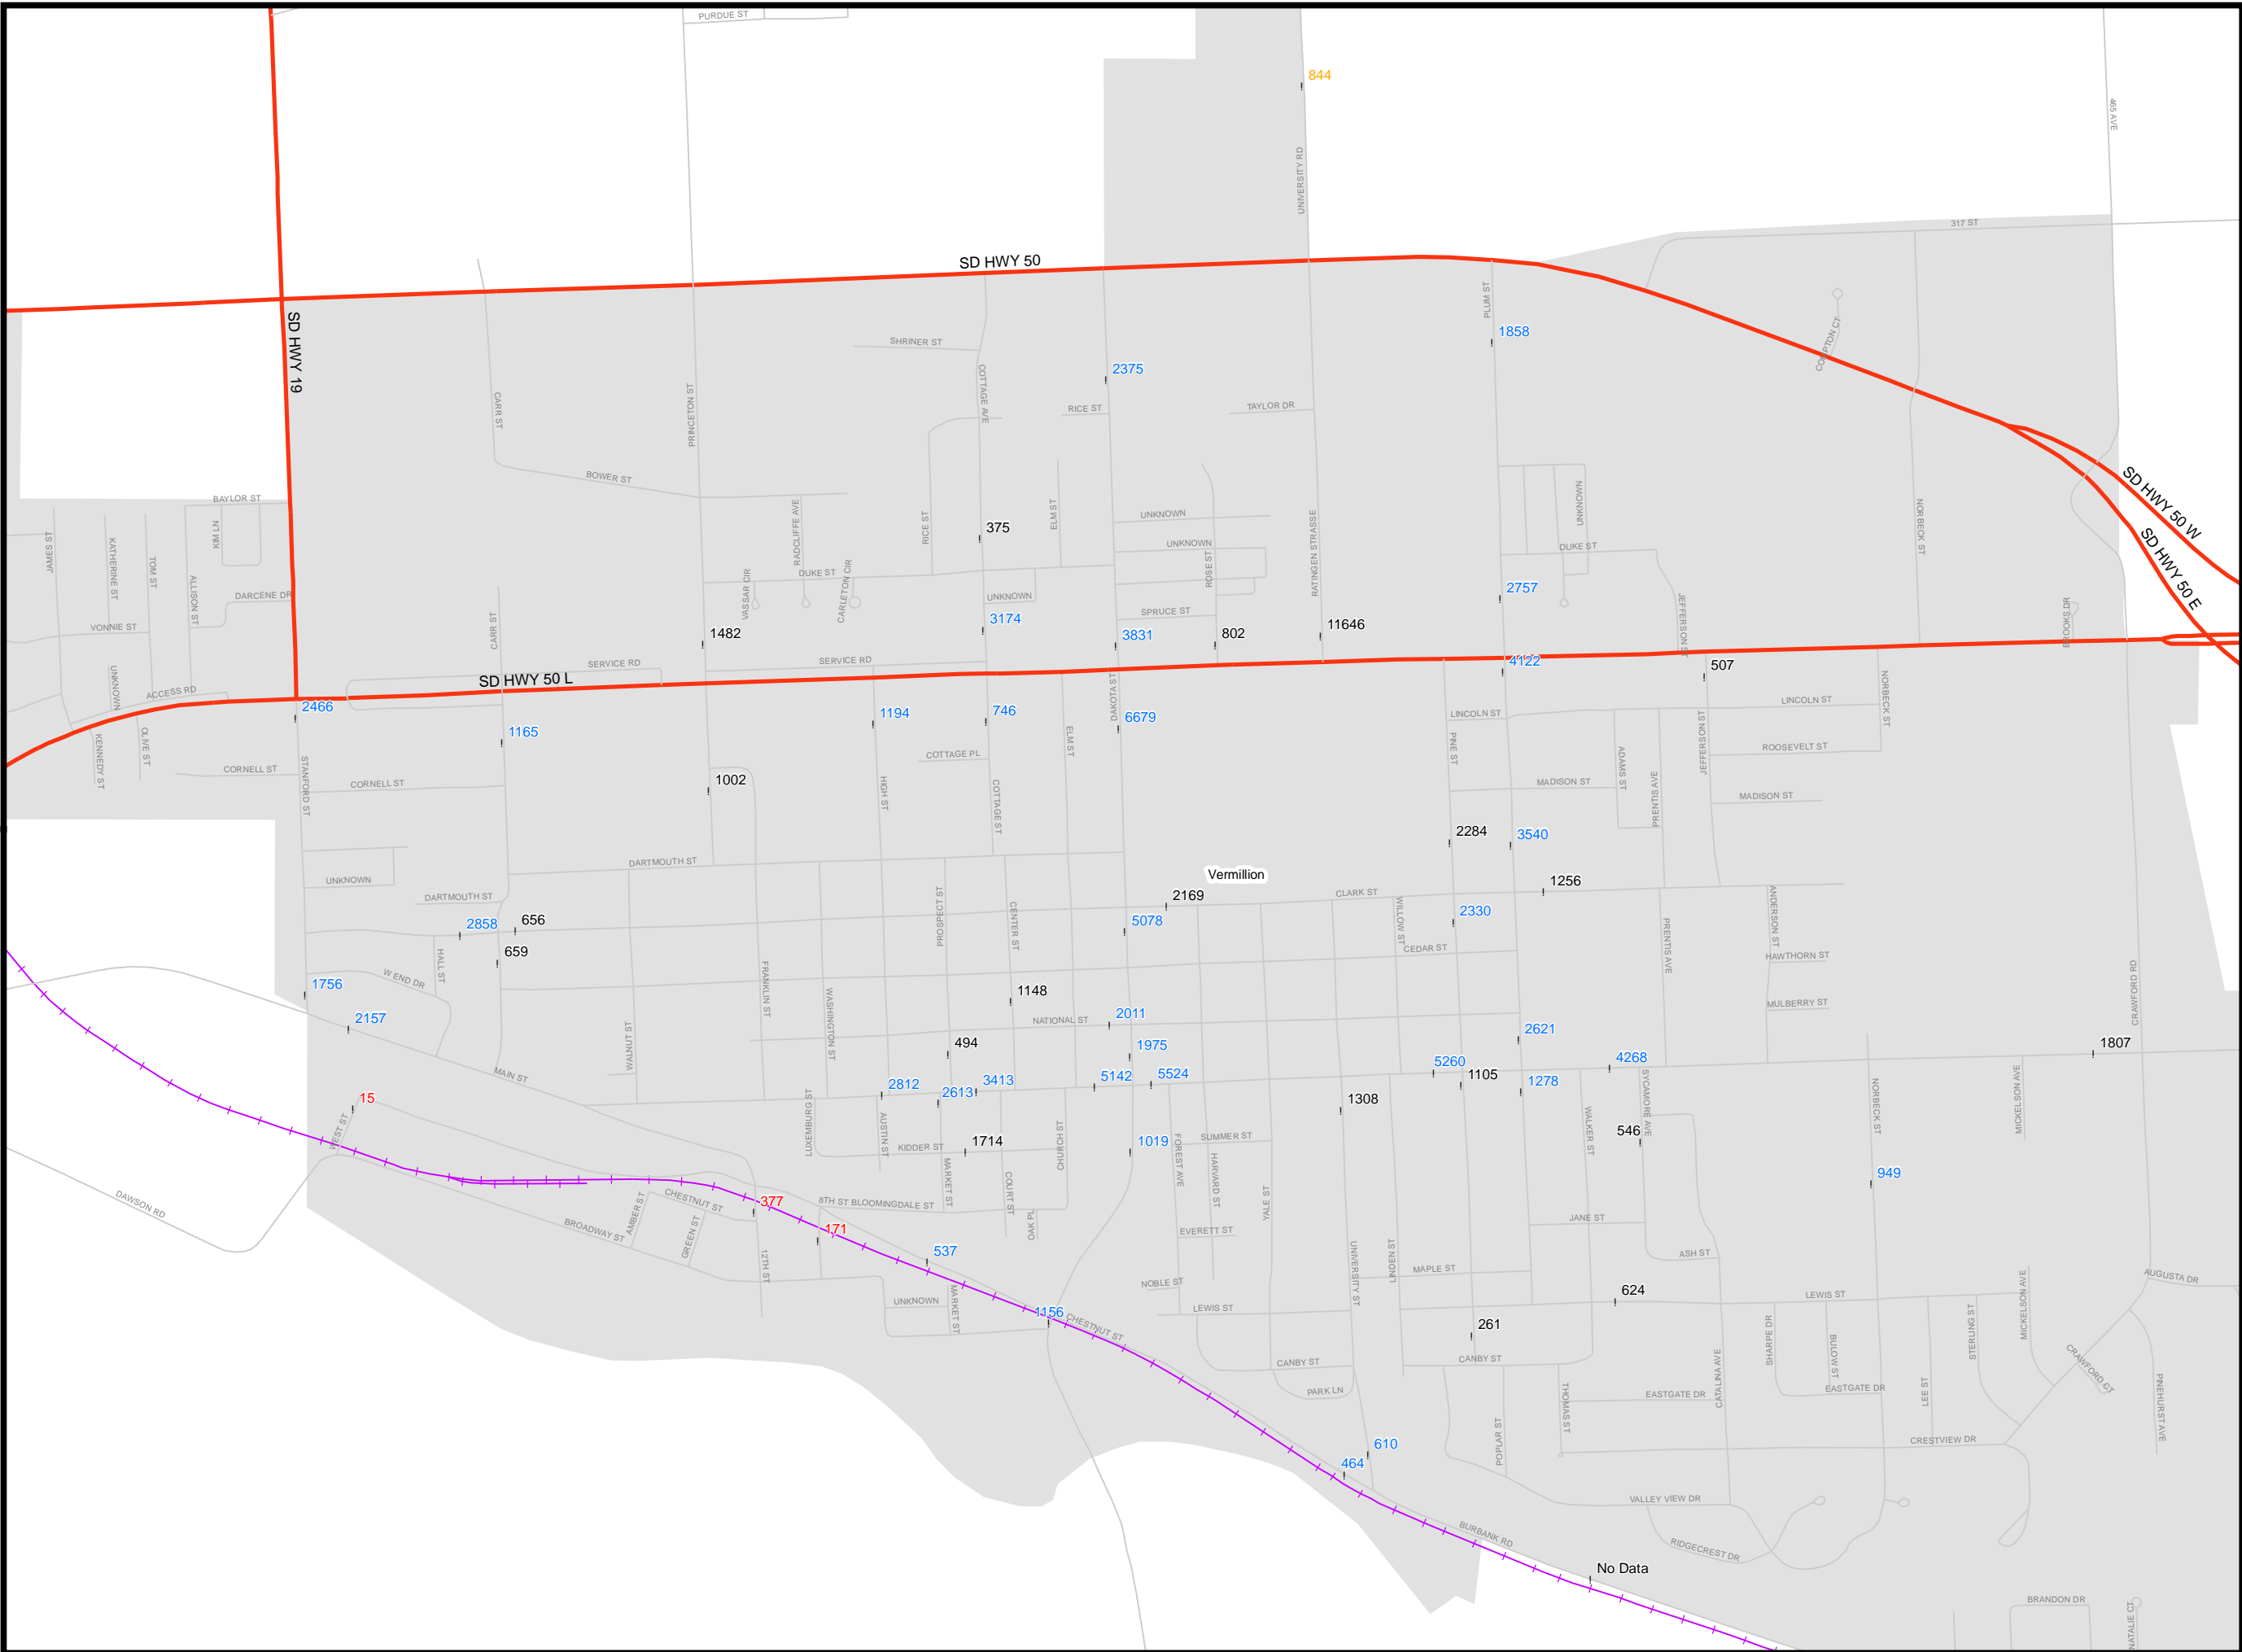 PURDUE ST
844
465 AVE
UNIVERSITY RD
317 ST
SD HWY 50
SD HWY 19
PLUM ST
1858
COMPTON CT
SHRINER ST
2375
COTTAGE AVE
CARR ST
PRINCETON ST
RICE ST
TAYLOR DR
BOWER ST
SD HWY 50 W
SD HWY 50 E
BAYLOR ST
KIM LN
JAMES ST
KATHERINE ST
TOM ST
ALLISON ST
DARCENE DR
VONNIE ST
UNKNOWN
ACCESS RD
RADCLIFFE AVE
RICE ST
375
ELM ST
UNKNOWN
UNKNOWN
ROSE ST
RATINGEN STRASSE
UNKNOWN
DUKE ST
NORBECK ST
DUKE ST
VASSAR CIR
CARLETON CIR
UNKNOWN
SPRUCE ST
2757
JEFFERSON ST
BROOKS DR
CARR ST
1482
3174
3831
802
11646
SERVICE RD
SERVICE RD
4122
507
SD HWY 50 L
2466
1165
1194
746
DAKOTA ST
6679
LINCOLN ST
LINCOLN ST
NORBECK ST
KENNEDY ST
OLIVE ST
CORNELL ST
STANFORD ST
CORNELL ST
1002
HIGH ST
COTTAGE PL
COTTAGE ST
ELM ST
PINE ST
ADAMS ST
JEFFERSON ST
ROOSEVELT ST
MADISON ST
PRENTIS AVE
MADISON ST
2284
3540
DARTMOUTH ST
Vermillion
UNKNOWN
DARTMOUTH ST
2858
656
659
PROSPECT ST
CENTER ST
2169
5078
CLARK ST
WILLOW ST
1256
2330
CEDAR ST
ANDERSON ST
PRENTIS AVE
HAWTHORN ST
MULBERRY ST
CRAWFORD RD
HALL ST
W END DR
1756
2157
FRANKLIN ST
WASHINGTON ST
WALNUT ST
1148
NATIONAL ST
2011
494
1975
2621
1807
MAIN ST
15
WEST ST
LUXEMBURG ST
2812
2613
3413
5142
5524
5260
1105
4268
1278
1308
SYCAMORE AVE
WALKER ST
546
NORBECK ST
MICKELSON AVE
AUSTIN ST
KIDDER ST
1714
CHURCH ST
1019
FOREST AVE
SUMMER ST
HARVARD ST
949
DAWSON RD
MARKET ST
COURT ST
OAK PL
YALE ST
CHESTNUT ST
377
8TH ST BLOOMINGDALE ST
AMBER ST
BROADWAY ST
GREEN ST
12TH ST
171
537
EVERETT ST
JANE ST
ASH ST
UNIVERSITY ST
LINDEN ST
MAPLE ST
NOBLE ST
LEWIS ST
624
LEWIS ST
MICKELSON AVE
AUGUSTA DR
UNKNOWN
MARKET ST
1156
CHESTNUT ST
261
SHARPE DR
BULOW ST
STERLING ST
CRAWFORD CT
CANBY ST
CANBY ST
PARK LN
THOMAS ST
EASTGATE DR
CATALINA AVE
EASTGATE DR
LEE ST
PINEHURST AVE
POPLAR ST
610
464
CRESTVIEW DR
VALLEY VIEW DR
BURBANK RD
RIDGECREST DR
No Data
BRANDON DR
NATALIE CT